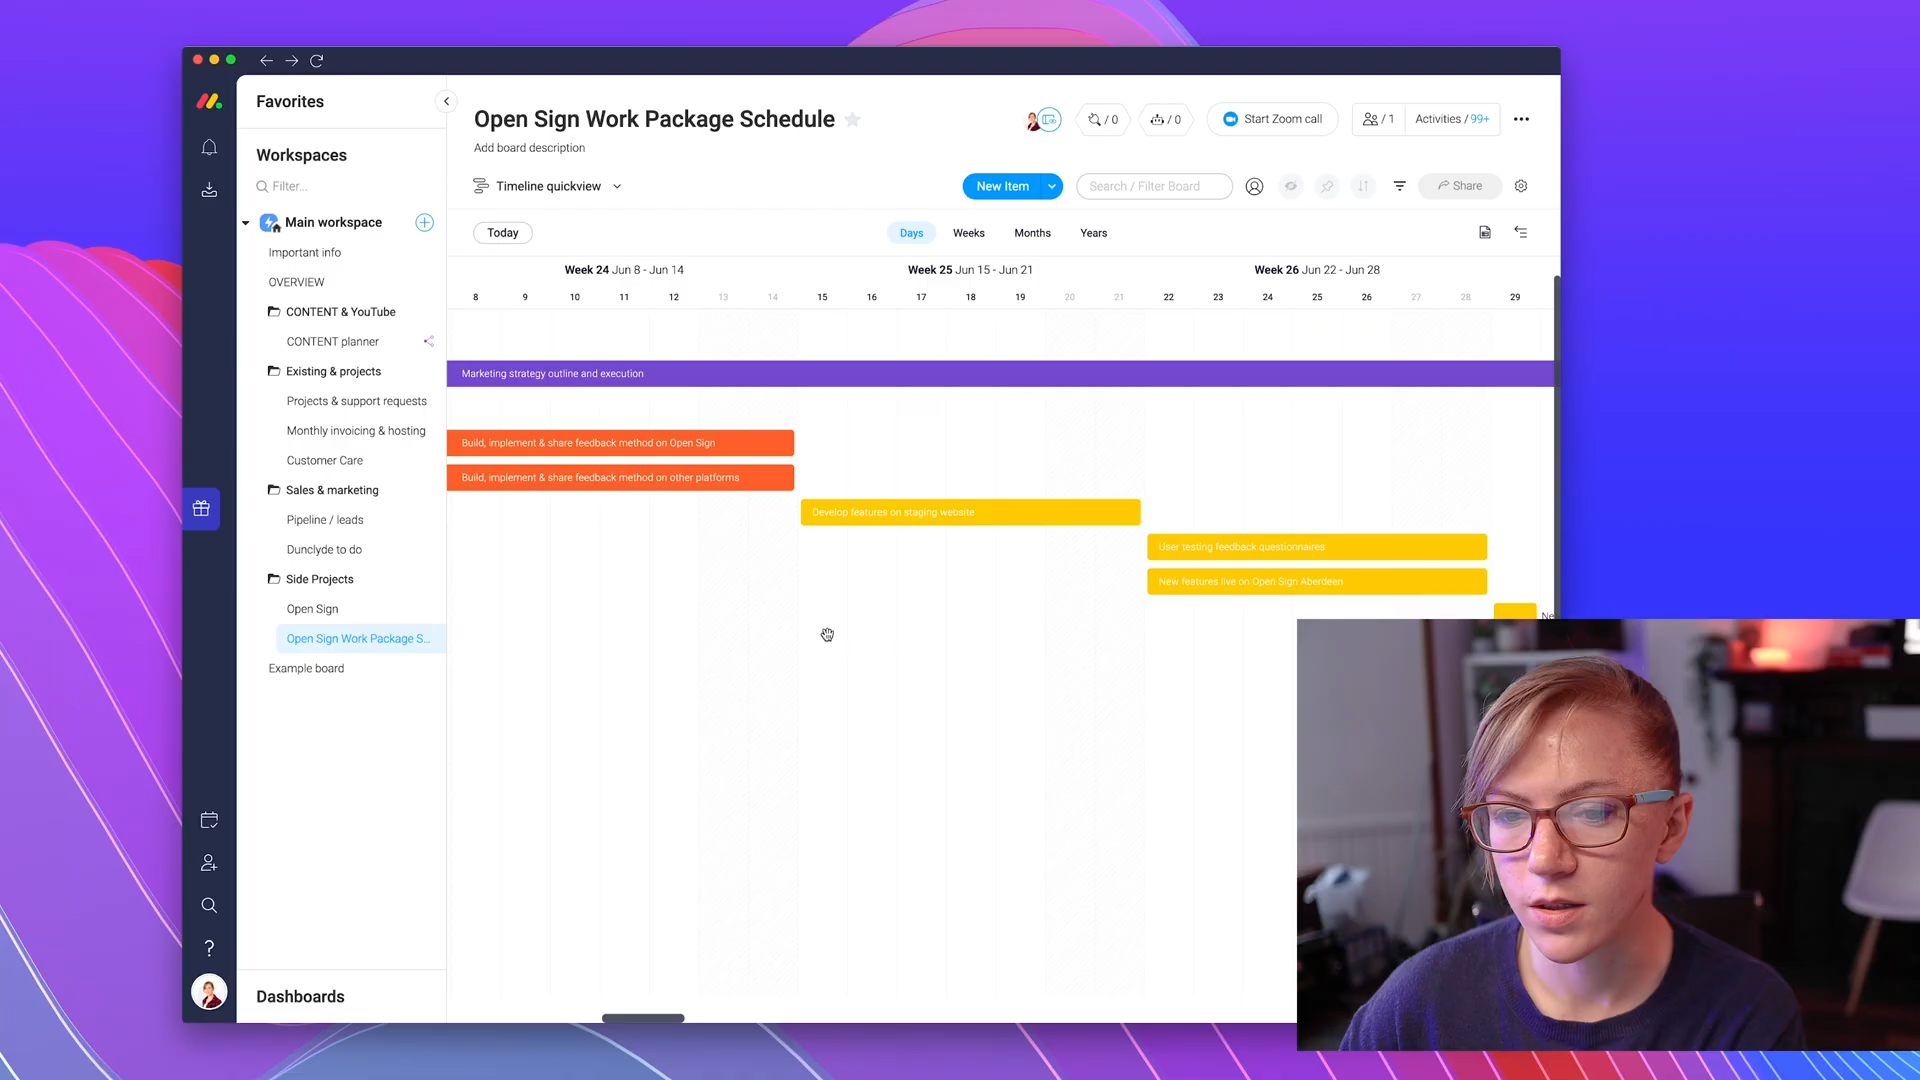 Favorites
Workspaces
Filter...
Main workspace
Important info
OVERVIEW
CONTENT & YouTube
CONTENT planner
Existing & projects
Projects & support requests
Monthly invoicing & hosting
Customer Care
Sales & marketing
Pipeline / leads
Dunclyde to do
Side Projects
Open Sign
Open Sign Work Package S...
Example board
?
Dashboards
Open Sign Work Package Schedule
/ 0
/ 0
Start Zoom call
/ 1
Activities / 99+
Add board description
Timeline quickview
New Item
Search / Filter Board
Share
Today
Days
Weeks
Months
Years
Week 24 Jun 8 - Jun 14
Week 25 Jun 15 - Jun 21
Week 26 Jun 22 - Jun 28
8 9 10 11 12 13 14 15 16 17 18 19 20 21 22 23 24 25 26 27 28 29
Marketing strategy outline and execution
Build, implement & share feedback method on Open Sign
Build, implement & share feedback method on other platforms
Develop features on staging website
User testing feedback questionnaires
New features live on Open Sign Aberdeen